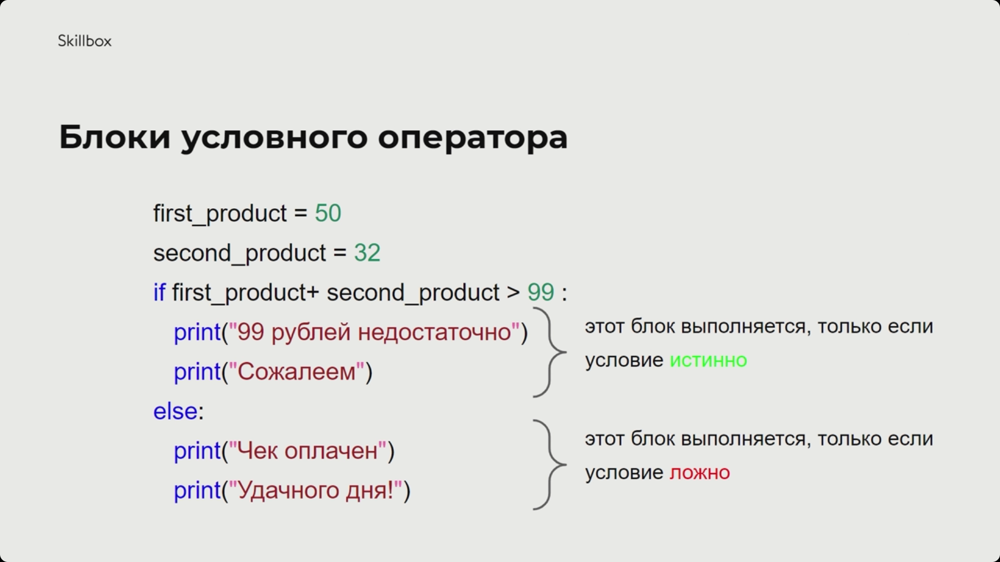 Skillbox
Блоки условного оператора
first_product = 50
second_product = 32
if first_product+ second_product > 99 :
print("99 рублей недостаточно")
print("Сожалеем")
этот блок выполняется, только если
условие истинно
else:
print("Чек оплачен")
print("Удачного дня!")
этот блок выполняется, только если
условие ложно